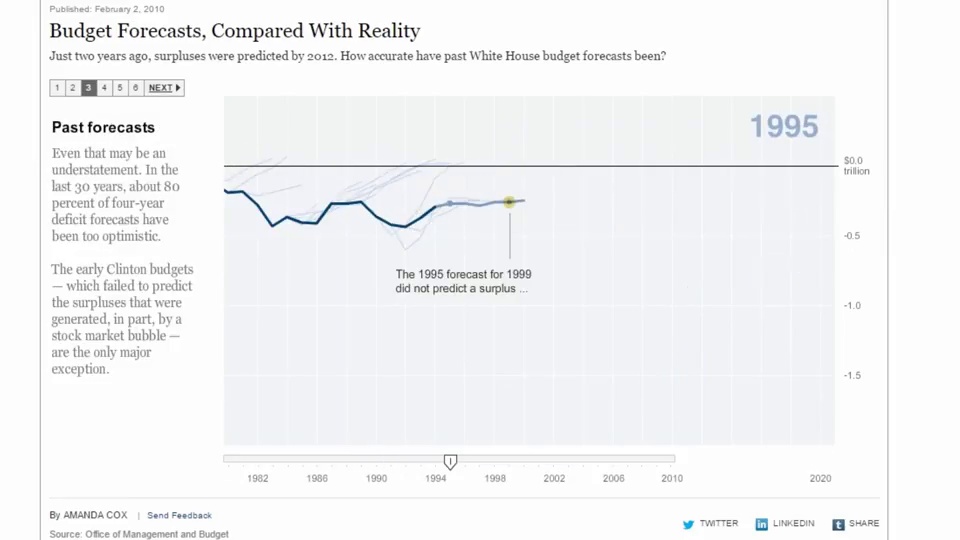 Published: February 2, 2010
Budget Forecasts, Compared With Reality
Just two years ago, surpluses were predicted by 2012. How accurate have past White House budget forecasts been?
1 2 3 4 5 6 NEXT
Past forecasts
Even that may be an
understatement. In the
last 30 years, about 80
percent of four-year
deficit forecasts have
been too optimistic.
The early Clinton budgets
— which failed to predict
the surpluses that were
generated, in part, by a
stock market bubble —
are the only major
exception.
1995
$0.0
trillion
-0.5
-1.0
-1.5
The 1995 forecast for 1999
did not predict a surplus ...
1982 1986 1990 1994 1998 2002 2006 2010 2020
By AMANDA COX | Send Feedback
Source: Office of Management and Budget
TWITTER LINKEDIN SHARE